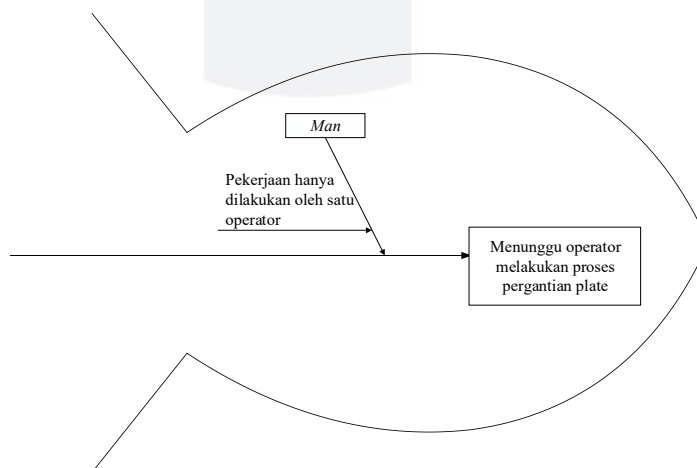 Man
Pekerjaan hanya
dilakukan oleh satu
operator
Menunggu operator
melakukan proses
pergantian plate